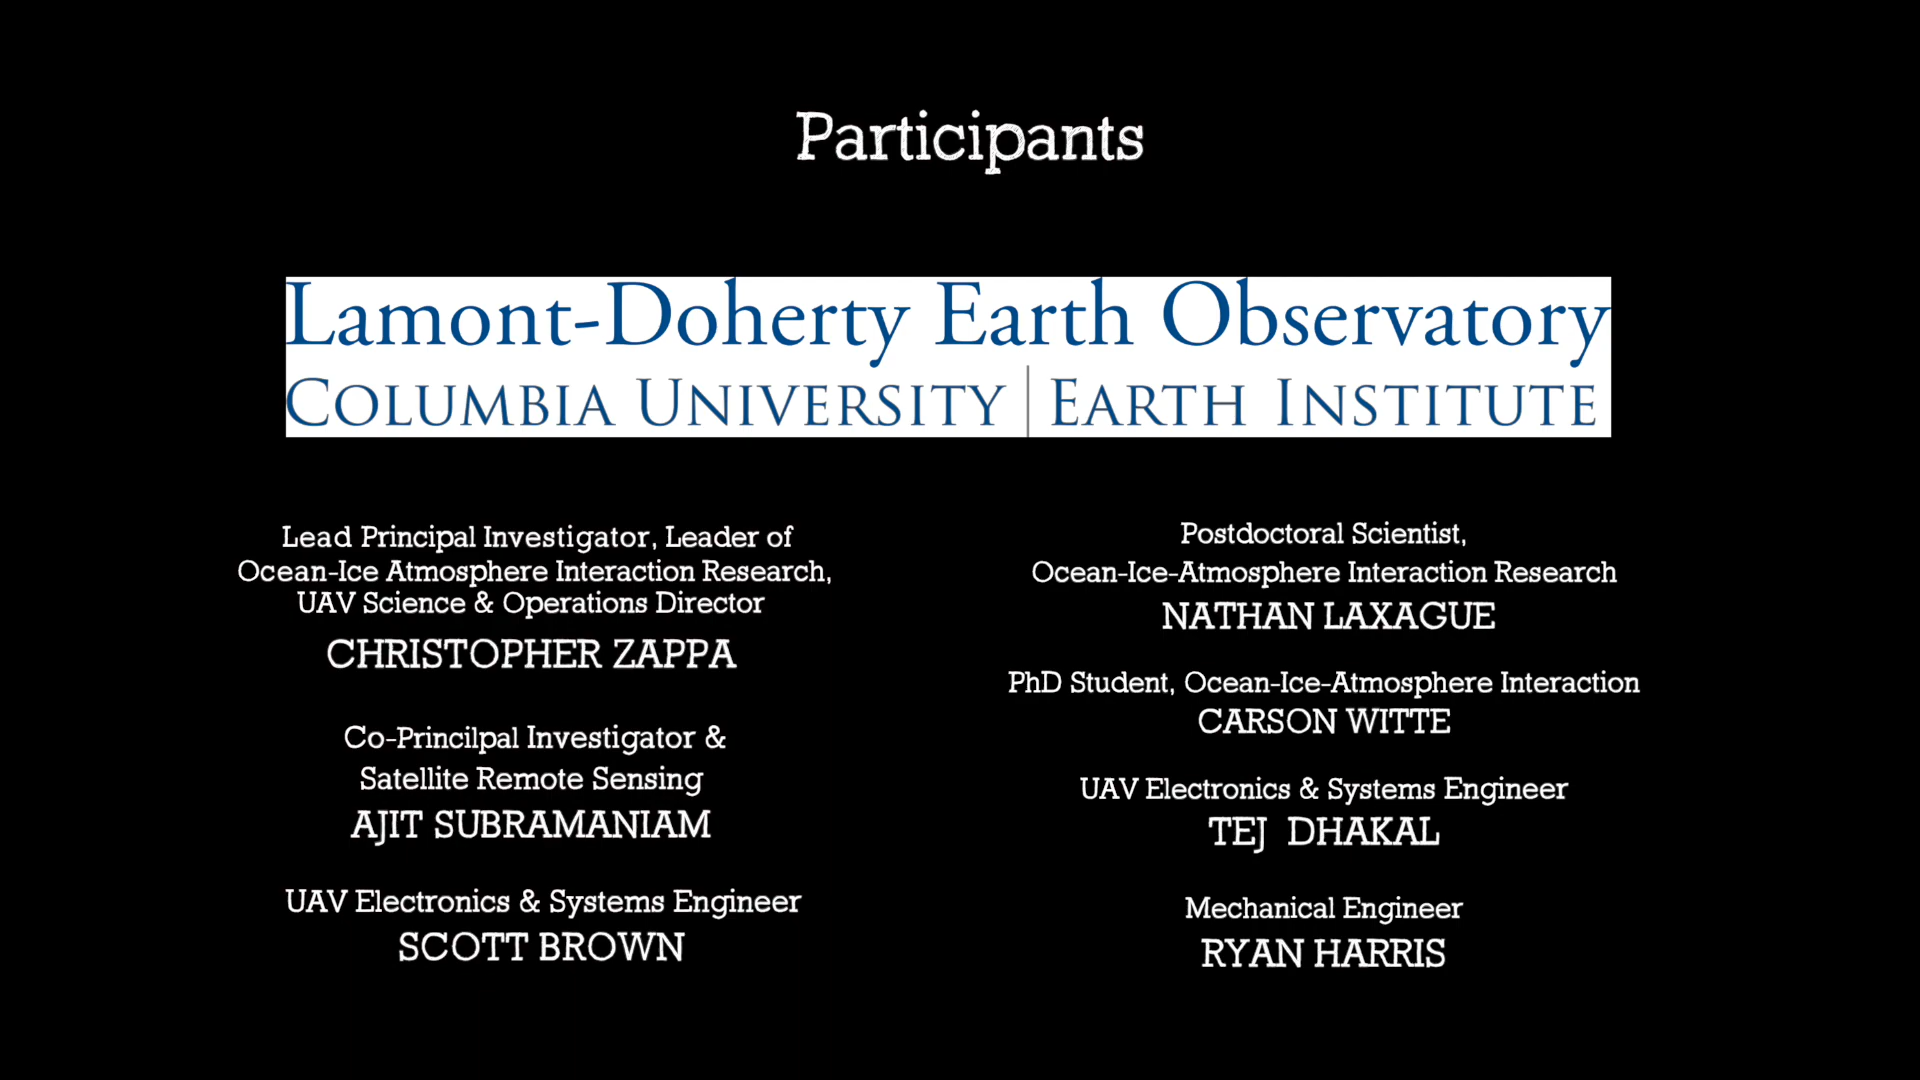 Participants
Lamont-Doherty Earth Observatory
COLUMBIA UNIVERSITY | EARTH INSTITUTE
Lead Principal Investigator, Leader of
Ocean-Ice Atmosphere Interaction Research,
UAV Science & Operations Director
CHRISTOPHER ZAPPA
Co-Princilpal Investigator &
Satellite Remote Sensing
AJIT SUBRAMANIAM
UAV Electronics & Systems Engineer
SCOTT BROWN
Postdoctoral Scientist,
Ocean-Ice-Atmosphere Interaction Research
NATHAN LAXAGUE
PhD Student, Ocean-Ice-Atmosphere Interaction
CARSON WITTE
UAV Electronics & Systems Engineer
TEJ DHAKAL
Mechanical Engineer
RYAN HARRIS